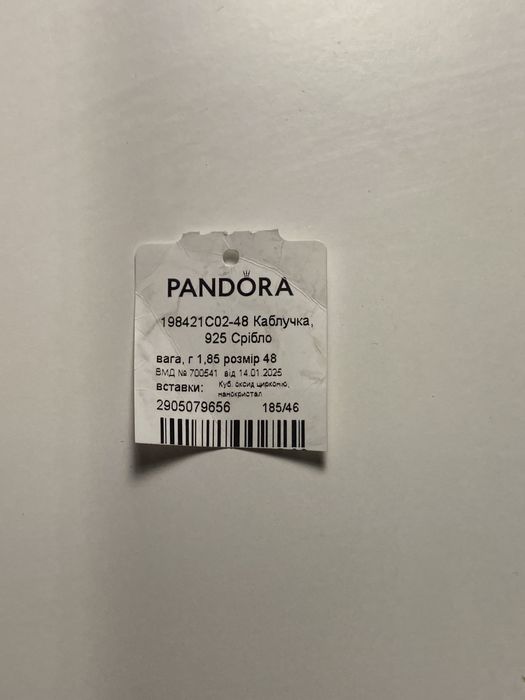 PANDORA
198421C02-48 Каблучка,
925 Срібло
вага, г 1,85 розмір 48
ВМД № 700541 від 14.01.2025
вставки: Куб. оксид цирконію,
нанокристал
2905079656 185/46